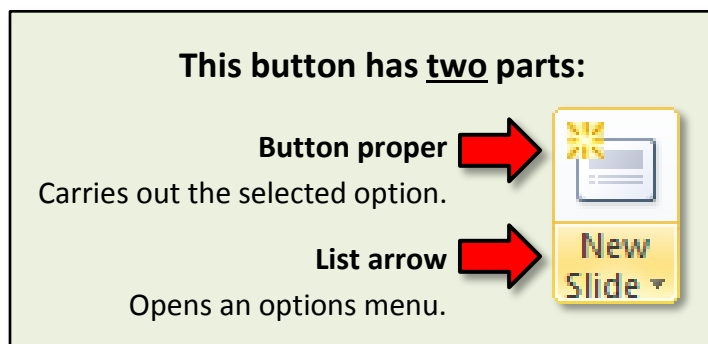 This button has two parts:
Button proper
Carries out the selected option.
List arrow
Opens an options menu.
New
Slide